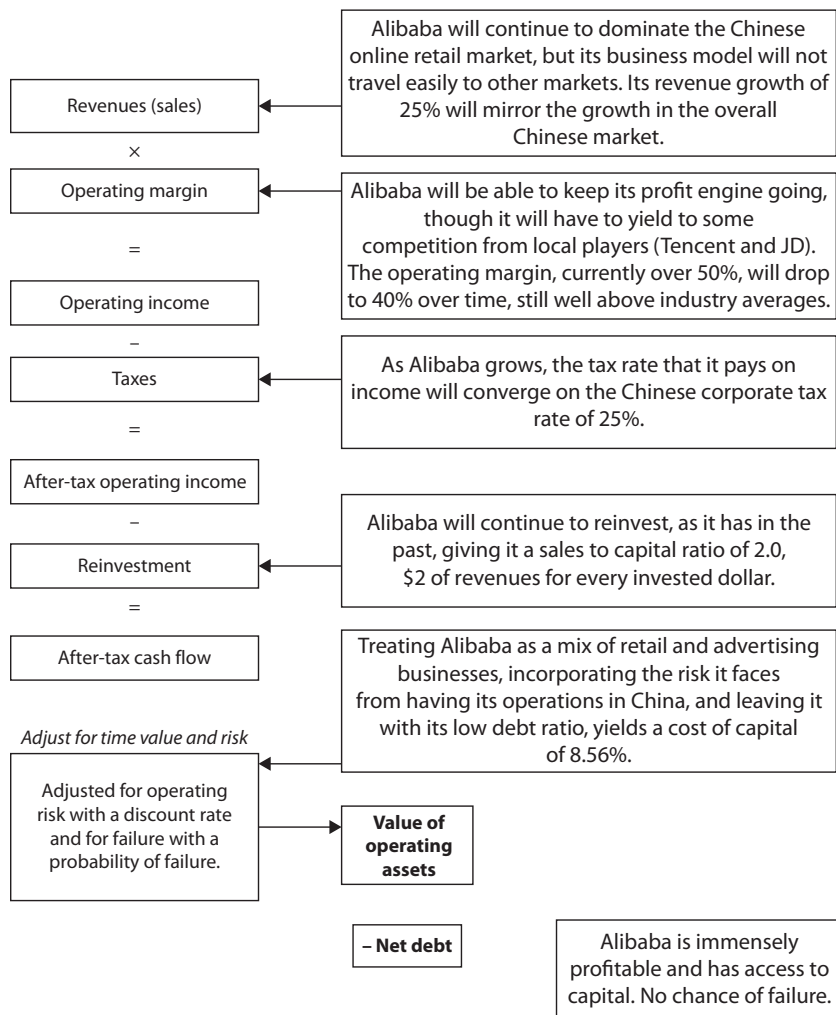 Alibaba will continue to dominate the Chinese
online retail market, but its business model will not
travel easily to other markets. Its revenue growth of
25% will mirror the growth in the overall
Chinese market.
Revenues (sales)
×
Operating margin
Alibaba will be able to keep its profit engine going,
though it will have to yield to some
competition from local players (Tencent and JD).
The operating margin, currently over 50%, will drop
to 40% over time, still well above industry averages.
=
Operating income
–
Taxes
As Alibaba grows, the tax rate that it pays on
income will converge on the Chinese corporate tax
rate of 25%.
=
After-tax operating income
–
Reinvestment
Alibaba will continue to reinvest, as it has in the
past, giving it a sales to capital ratio of 2.0,
$2 of revenues for every invested dollar.
=
After-tax cash flow
Treating Alibaba as a mix of retail and advertising
businesses, incorporating the risk it faces
from having its operations in China, and leaving it
with its low debt ratio, yields a cost of capital
of 8.56%.
Adjust for time value and risk
Adjusted for operating
risk with a discount rate
and for failure with a
probability of failure.
Value of
operating
assets
– Net debt
Alibaba is immensely
profitable and has access to
capital. No chance of failure.